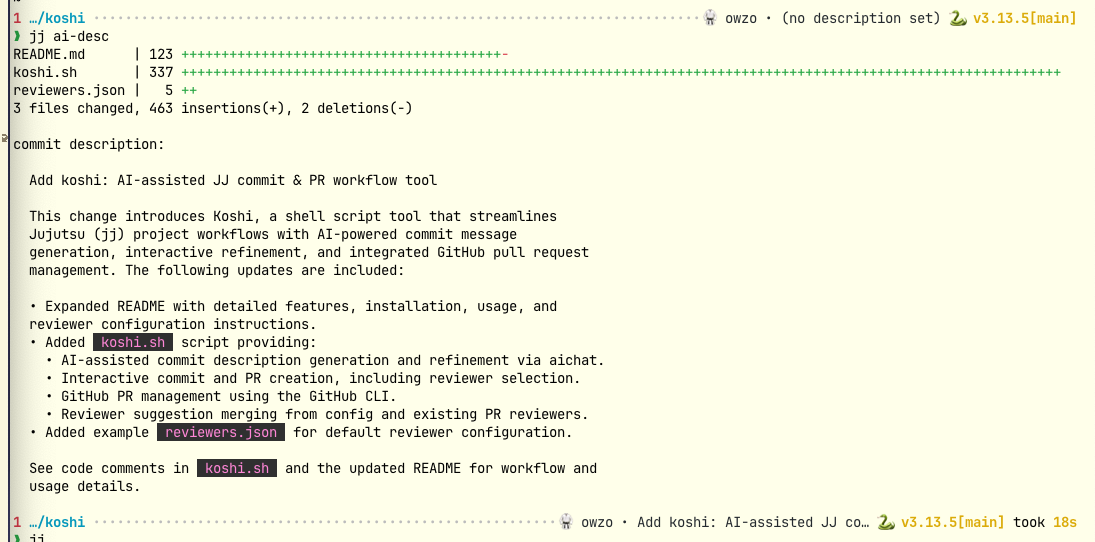 1 …/koshi ·········································································· owzo • (no description set) v3.13.5[main]
❱ jj ai-desc
README.md | 123 ++++++++++++++++++++++++++++++++++++++++-
koshi.sh | 337 ++++++++++++++++++++++++++++++++++++++++++++++++++++++++++++++++++++++++++++++++++++++++++++++++++++++++++++++
reviewers.json | 5 ++
3 files changed, 463 insertions(+), 2 deletions(-)
commit description:
Add koshi: AI-assisted JJ commit & PR workflow tool
This change introduces Koshi, a shell script tool that streamlines
Jujutsu (jj) project workflows with AI-powered commit message
generation, interactive refinement, and integrated GitHub pull request
management. The following updates are included:
• Expanded README with detailed features, installation, usage, and
reviewer configuration instructions.
• Added koshi.sh script providing:
• AI-assisted commit description generation and refinement via aichat.
• Interactive commit and PR creation, including reviewer selection.
• GitHub PR management using the GitHub CLI.
• Reviewer suggestion merging from config and existing PR reviewers.
• Added example reviewers.json for default reviewer configuration.
See code comments in koshi.sh and the updated README for workflow and
usage details.
1 …/koshi ·························································· owzo • Add koshi: AI-assisted JJ co… v3.13.5[main] took 18s
❱ jj